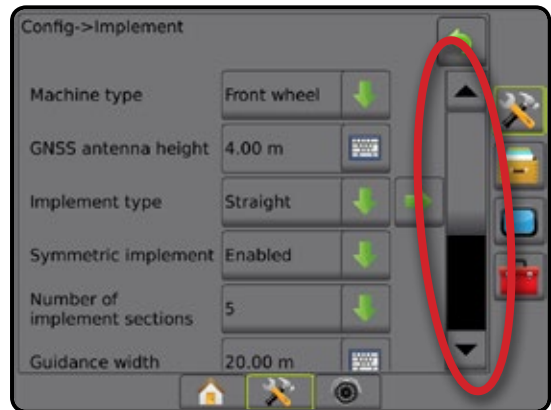 Config->Implement
Machine type Front wheel
GNSS antenna height 4.00 m
Implement type Straight
Symmetric implement Enabled
Number of
implement sections 5
Guidance width 20.00 m